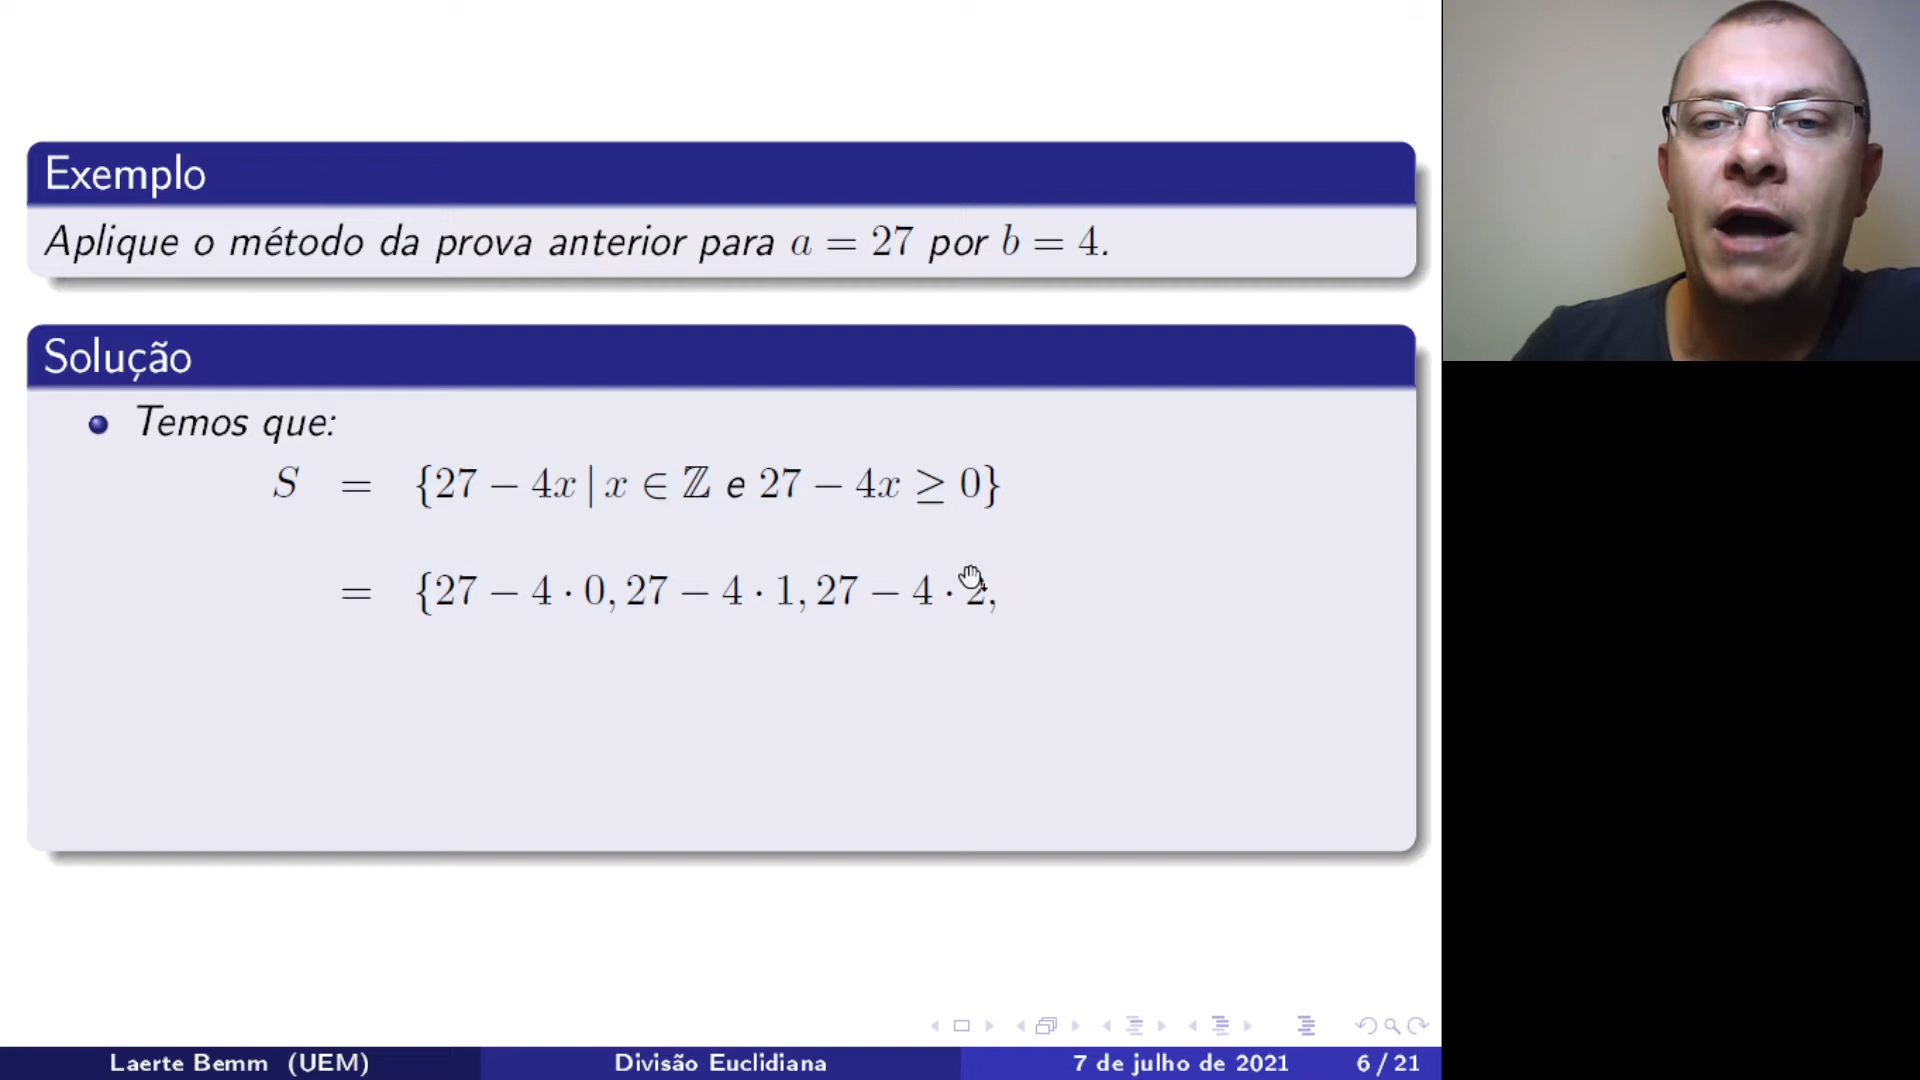 Exemplo
Aplique o método da prova anterior para a = 27 por b = 4.
Solução
Temos que:
S = {27 − 4x | x ∈ ℤ e 27 − 4x ≥ 0}
= {27 − 4 · 0, 27 − 4 · 1, 27 − 4 · 2,
Laerte Bemm (UEM) Divisão Euclidiana 7 de julho de 2021 6 / 21